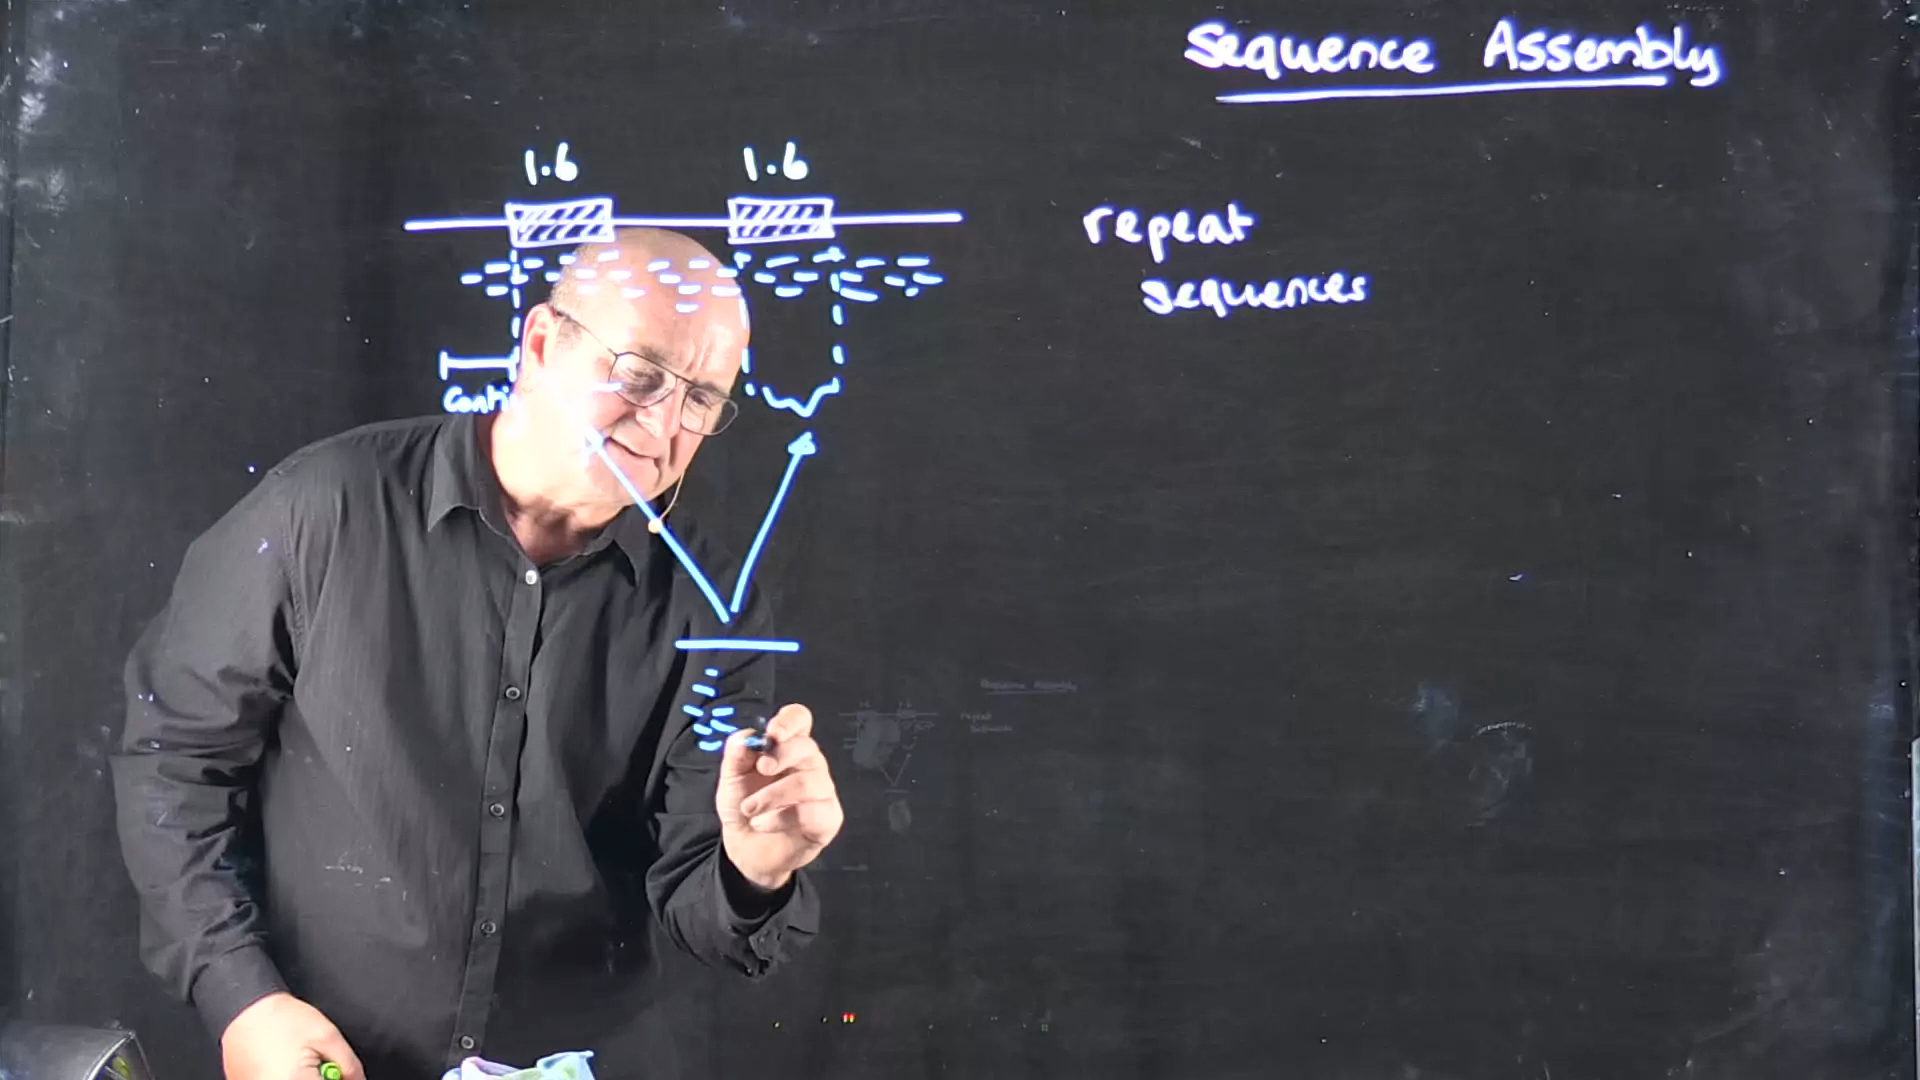 Sequence Assembly
1.6 1.6
repeat
sequences